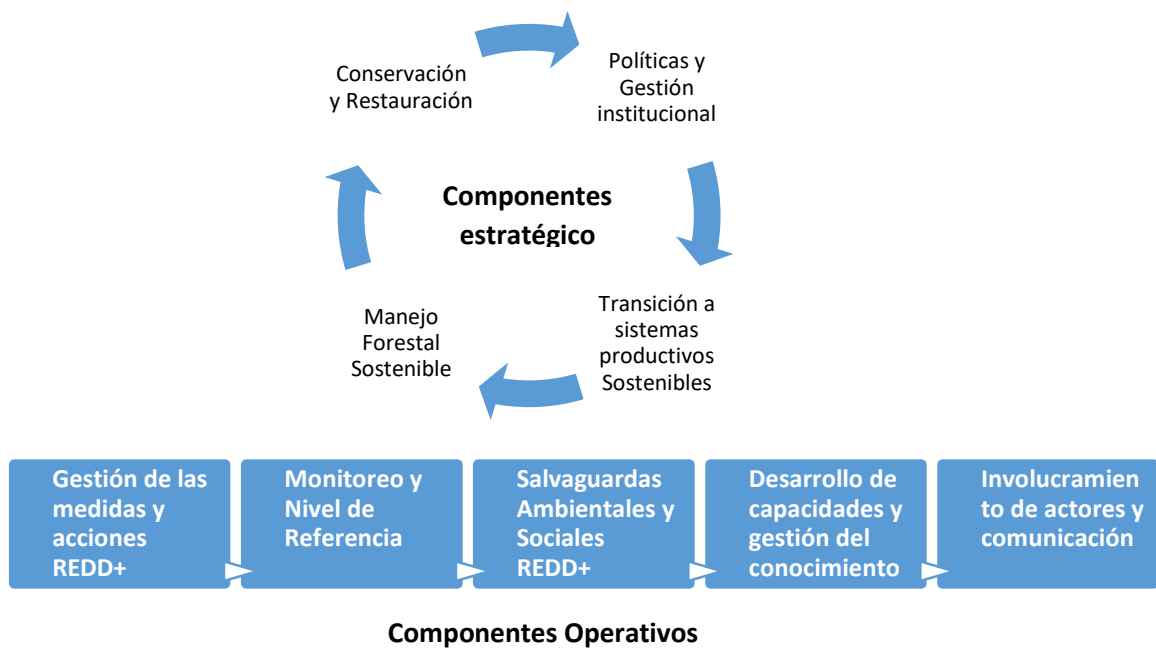 Conservación
y Restauración
Políticas y
Gestión
institucional
Componentes
estratégico
Manejo
Forestal
Sostenible
Transición a
sistemas
productivos
Sostenibles
Gestión de las
medidas y
acciones
REDD+
Monitoreo y
Nivel de
Referencia
Salvaguardas
Ambientales y
Sociales
REDD+
Desarrollo de
capacidades y
gestión del
conocimiento
Involucramien
to de actores y
comunicación
Componentes Operativos